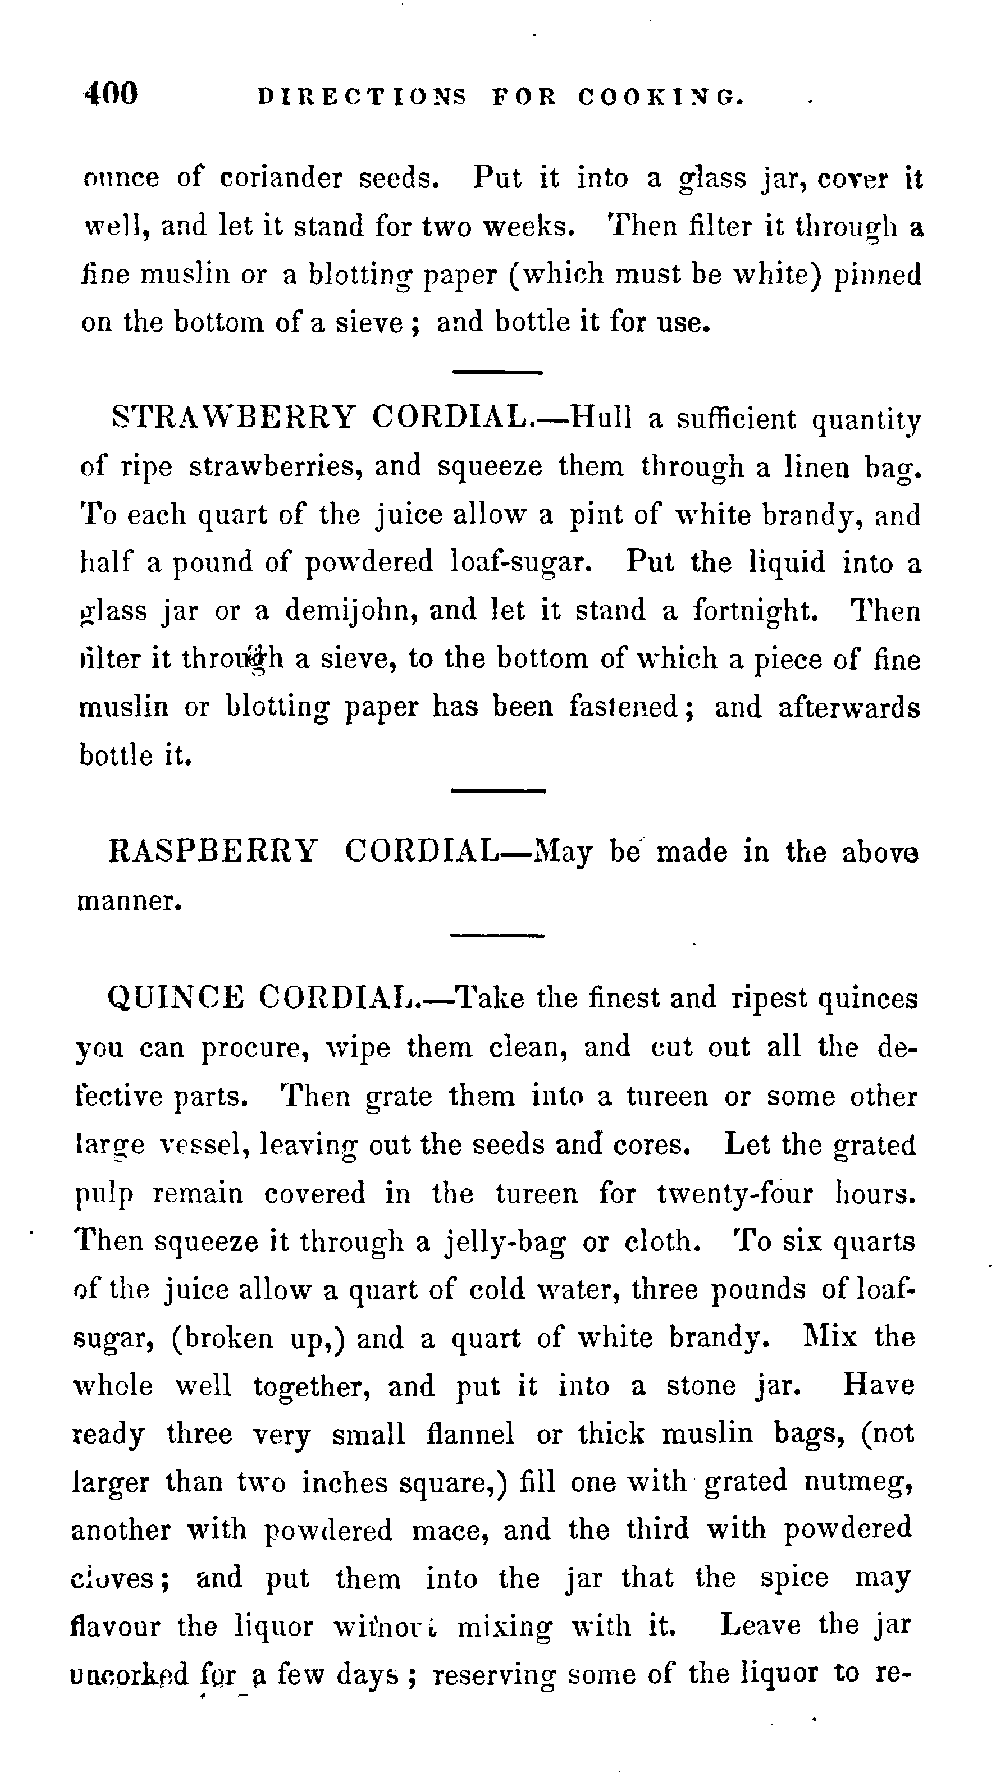 400 DIRECTIONS FOR COOKING.
ounce of coriander seeds. Put it into a glass jar, cover it
well, and let it stand for two weeks. Then filter it through a
fine muslin or a blotting paper (which must be white) pinned
on the bottom of a sieve; and bottle it for use.
STRAWBERRY CORDIAL.—Hull a sufficient quantity
of ripe strawberries, and squeeze them through a linen bag.
To each quart of the juice allow a pint of white brandy, and
half a pound of powdered loaf-sugar. Put the liquid into a
glass jar or a demijohn, and let it stand a fortnight. Then
filter it through a sieve, to the bottom of which a piece of fine
muslin or blotting paper has been fastened; and afterwards
bottle it.
RASPBERRY CORDIAL—May be made in the above
manner.
QUINCE CORDIAL.—Take the finest and ripest quinces
you can procure, wipe them clean, and cut out all the de-
fective parts. Then grate them into a tureen or some other
large vessel, leaving out the seeds and cores. Let the grated
pulp remain covered in the tureen for twenty-four hours.
Then squeeze it through a jelly-bag or cloth. To six quarts
of the juice allow a quart of cold water, three pounds of loaf-
sugar, (broken up,) and a quart of white brandy. Mix the
whole well together, and put it into a stone jar. Have
ready three very small flannel or thick muslin bags, (not
larger than two inches square,) fill one with grated nutmeg,
another with powdered mace, and the third with powdered
cloves; and put them into the jar that the spice may
flavour the liquor without mixing with it. Leave the jar
uncorked for a few days; reserving some of the liquor to re-